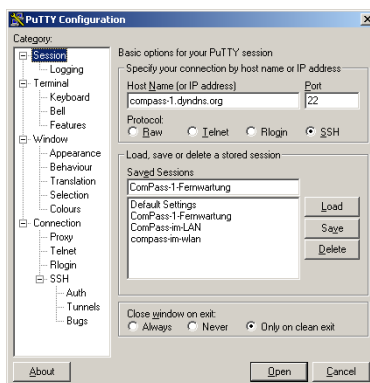 PuTTY Configuration
Category:
Session
Logging
Terminal
Keyboard
Bell
Features
Window
Appearance
Behaviour
Translation
Selection
Colours
Connection
Proxy
Telnet
Rlogin
SSH
Auth
Tunnels
Bugs
Basic options for your PuTTY session
Specify your connection by host name or IP address
Host Name (or IP address) Port
compass-1.dyndns.org 22
Protocol:
Raw Telnet Rlogin SSH
Load, save or delete a stored session
Saved Sessions
ComPass-1-Fernwartung
Default Settings
ComPass-1-Fernwartung
ComPass-im-LAN
compass-im-wlan
Load
Save
Delete
Close window on exit:
Always Never Only on clean exit
About Open Cancel